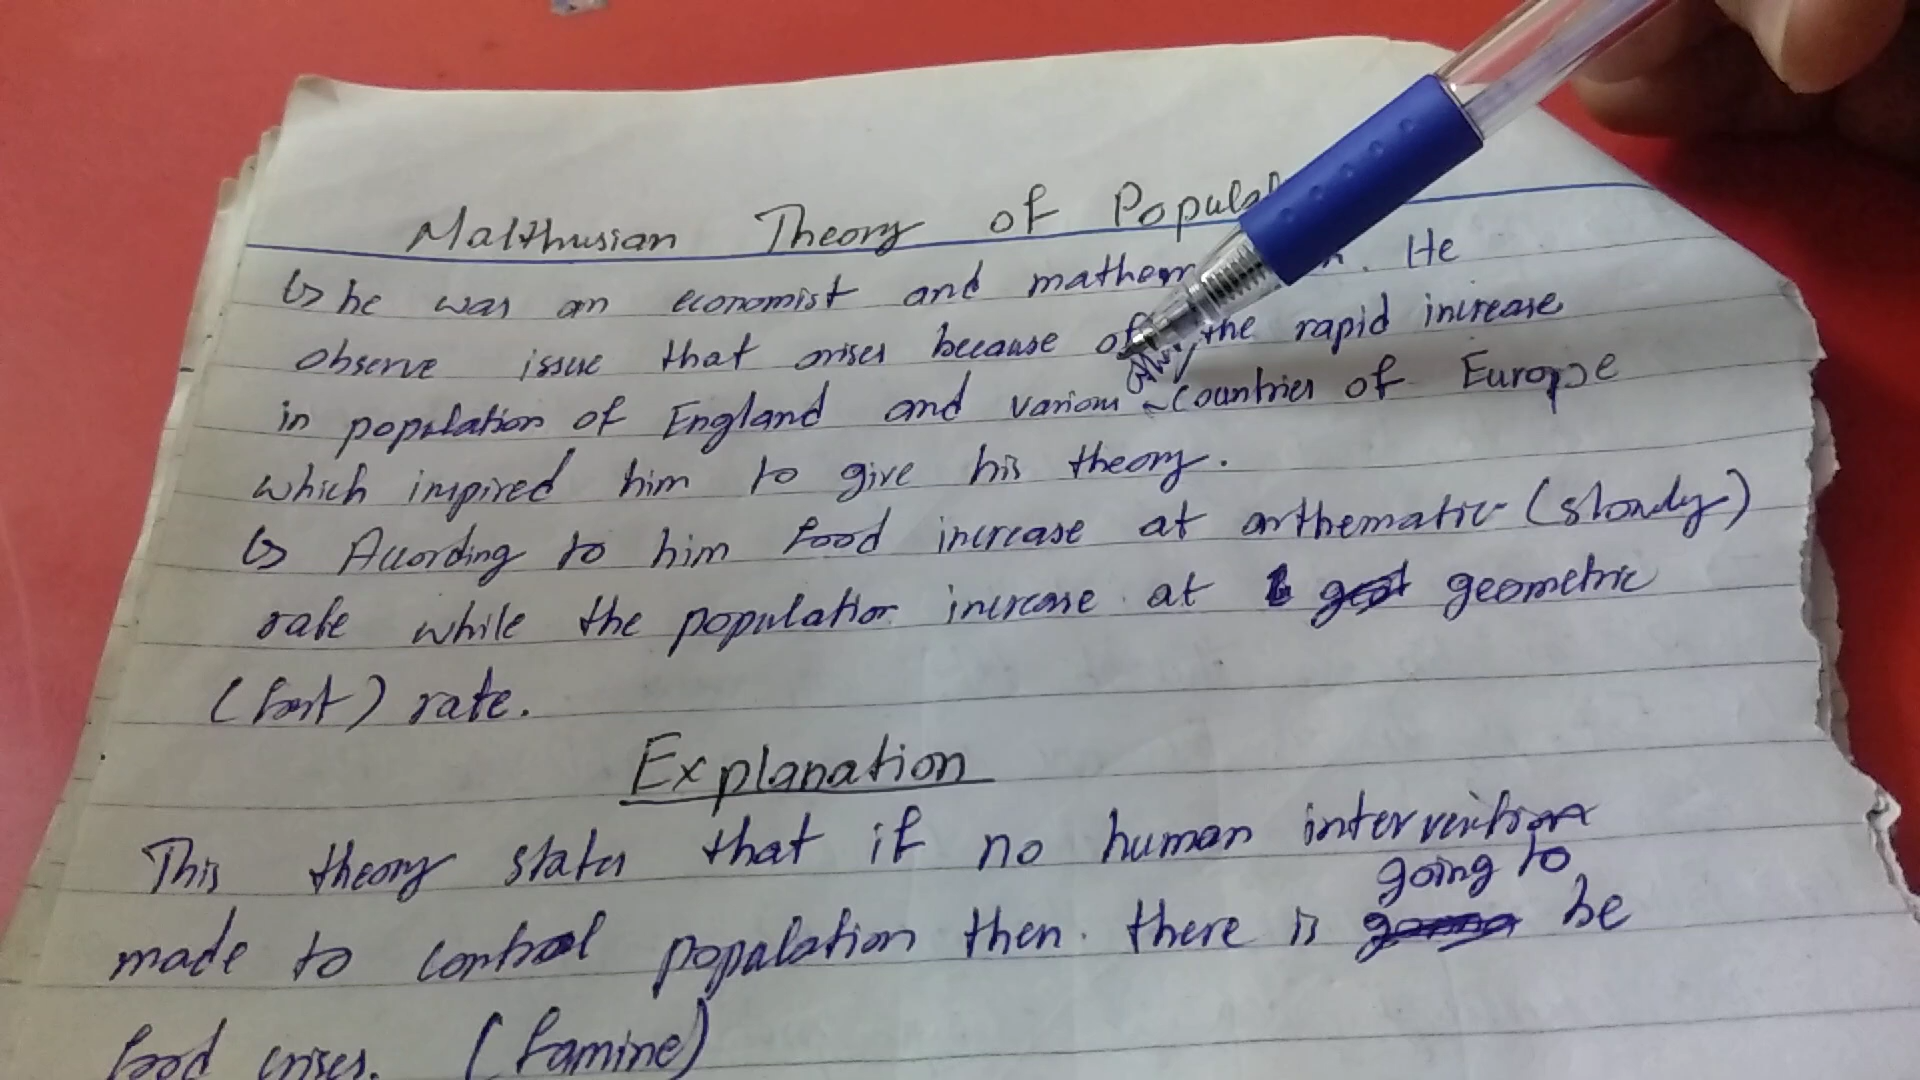 Malthusian Theory of Popula
↳ he was an economist and mathem n. He
observe issue that arises because of the rapid increase
in population of England and various other countries of Europe
which inspired him to give his theory.
↳ According to him food increase at arthematic (slowly)
rate while the population increase at geometric
(fast) rate.
Explanation
This theory states that if no human intervention
made to control population then there is going to be
food crises. (famine)